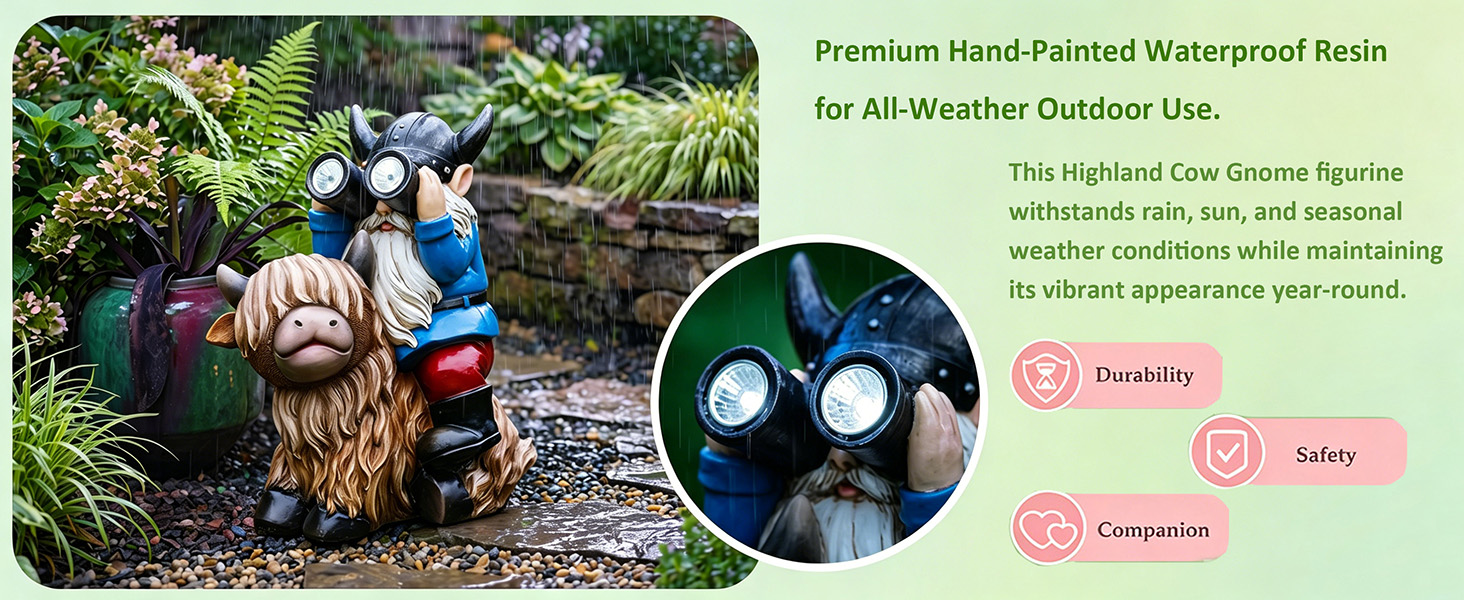 Premium Hand-Painted Waterproof Resin
for All-Weather Outdoor Use.
This Highland Cow Gnome figurine
withstands rain, sun, and seasonal
weather conditions while maintaining
its vibrant appearance year-round.
Durability
Safety
Companion